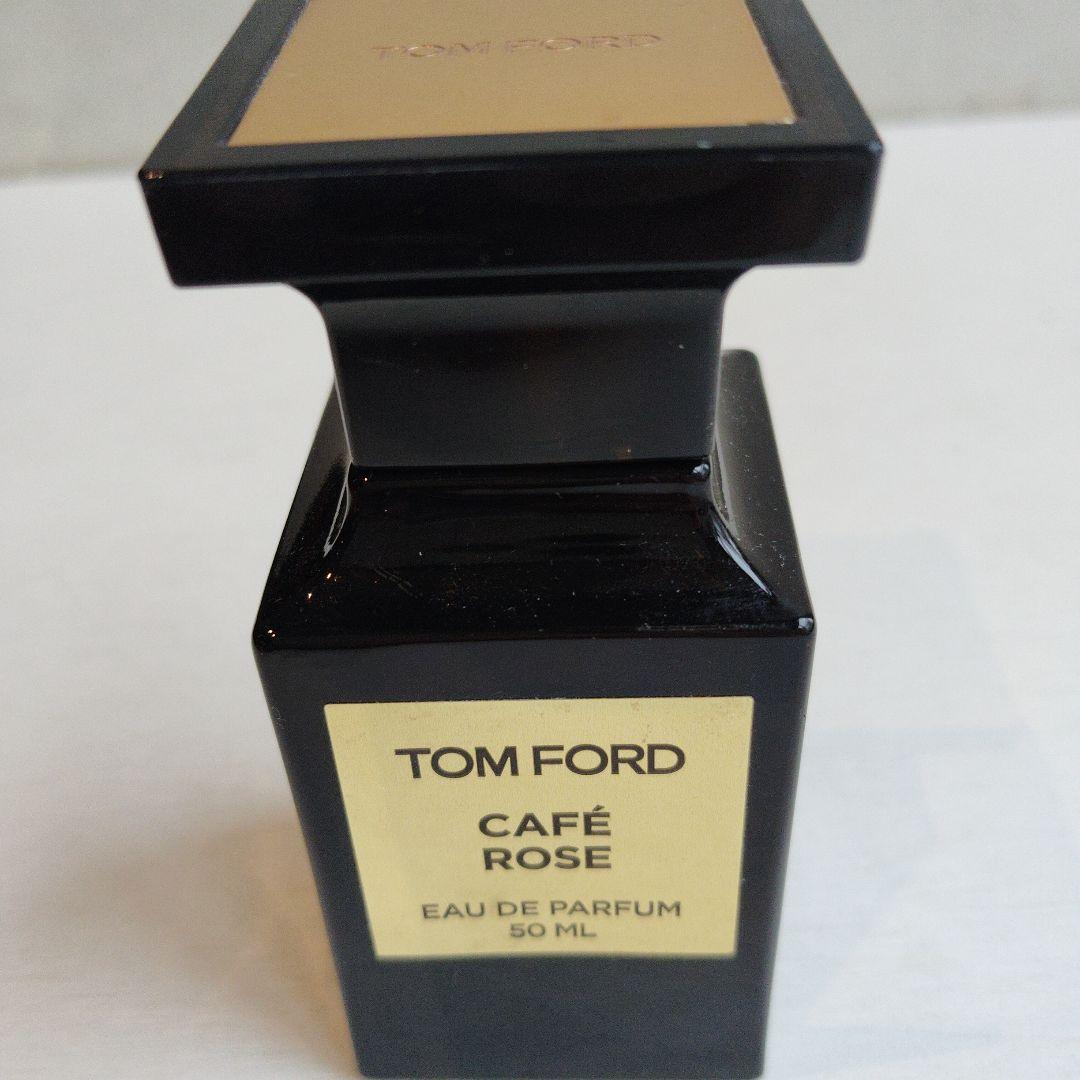 TOM FORD
TOM FORD
CAFÉ
ROSE
EAU DE PARFUM
50 ML